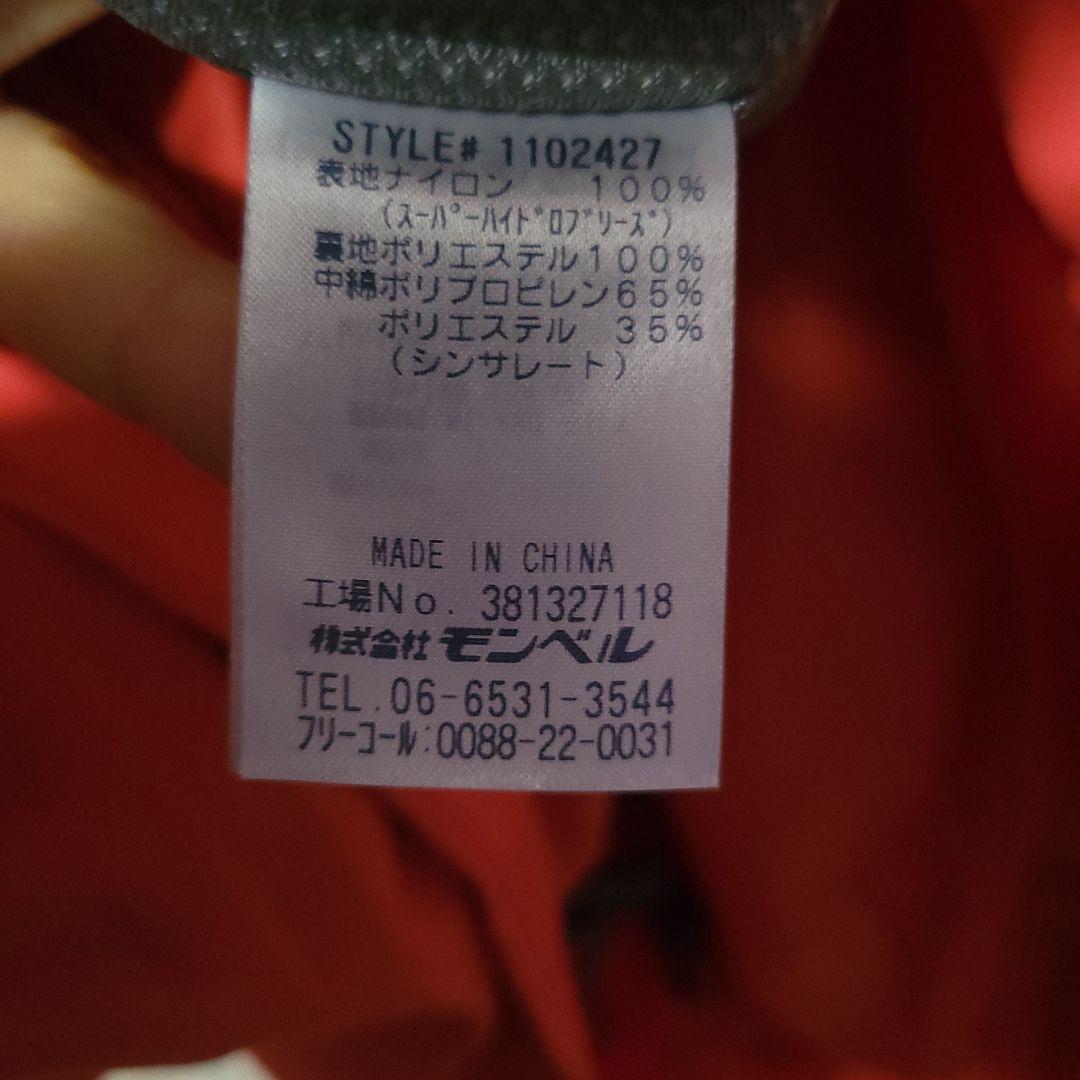 STYLE# 1102427
表地ナイロン 100%
(スーパーハイドロブリーズ)
裏地ポリエステル100%
中綿ポリプロピレン65%
ポリエステル 35%
(シンサレート)
MADE IN CHINA
工場No. 381327118
株式会社 モンベル
TEL.06-6531-3544
フリーコール:0088-22-0031